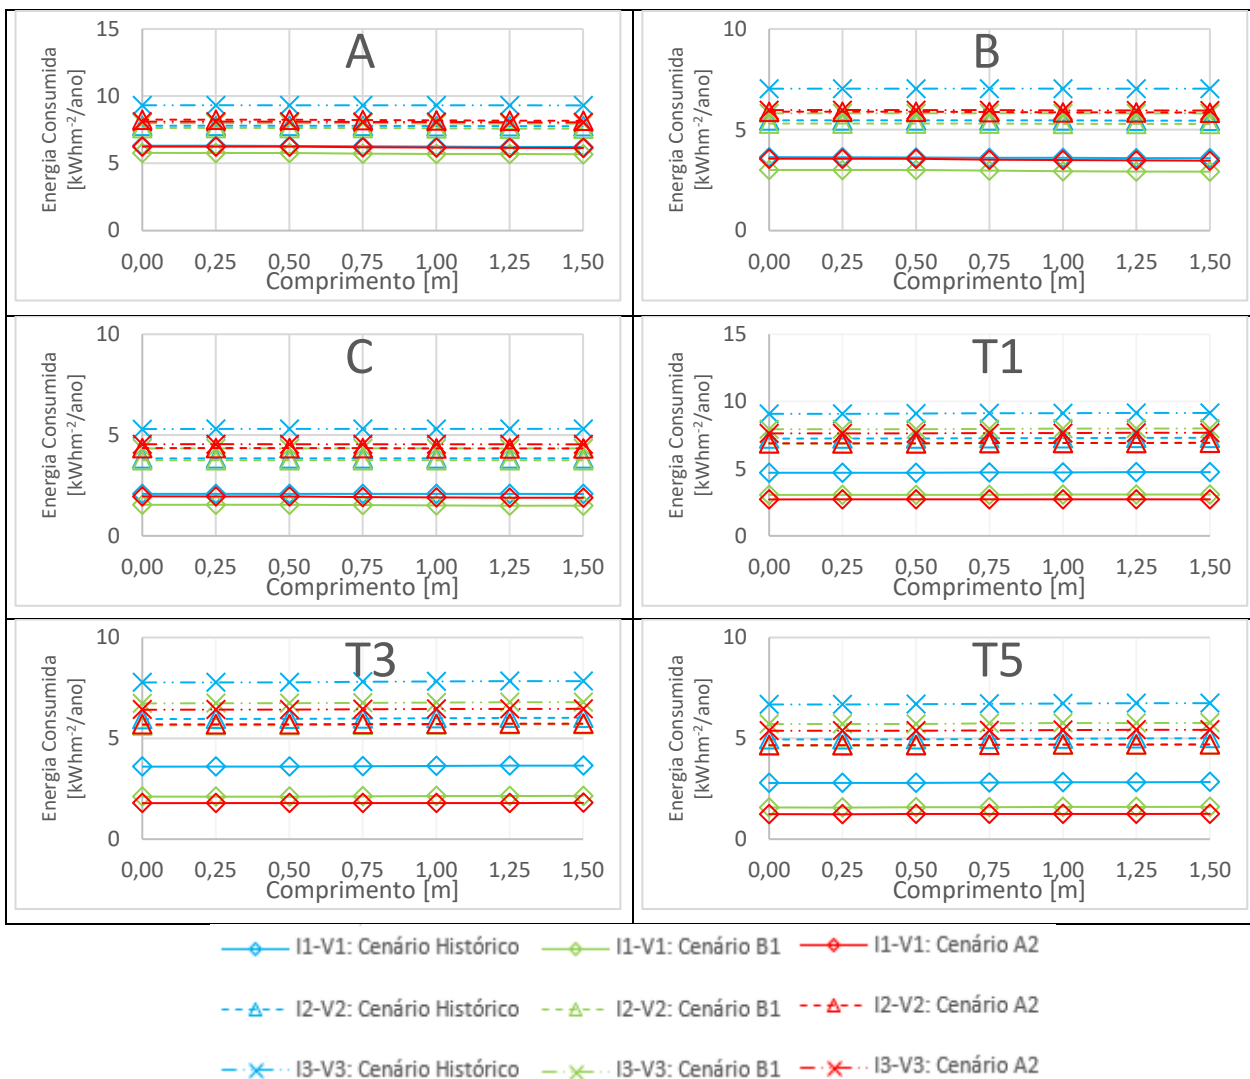 A
Energia Consumida
[kWhm⁻²/ano]
15
10
5
0
0,00 0,25 0,50 0,75 1,00 1,25 1,50
Comprimento [m]
B
Energia Consumida
[kWhm⁻²/ano]
10
5
0
0,00 0,25 0,50 0,75 1,00 1,25 1,50
Comprimento [m]
C
Energia Consumida
[kWhm⁻²/ano]
10
5
0
0,00 0,25 0,50 0,75 1,00 1,25 1,50
Comprimento [m]
T1
Energia Consumida
[kWhm⁻²/ano]
15
10
5
0
0,00 0,25 0,50 0,75 1,00 1,25 1,50
Comprimento [m]
T3
Energia Consumida
[kWhm⁻²/ano]
10
5
0
0,00 0,25 0,50 0,75 1,00 1,25 1,50
Comprimento [m]
T5
Energia Consumida
[kWhm⁻²/ano]
10
5
0
0,00 0,25 0,50 0,75 1,00 1,25 1,50
Comprimento [m]
I1-V1: Cenário Histórico I1-V1: Cenário B1 I1-V1: Cenário A2
I2-V2: Cenário Histórico I2-V2: Cenário B1 I2-V2: Cenário A2
I3-V3: Cenário Histórico I3-V3: Cenário B1 I3-V3: Cenário A2